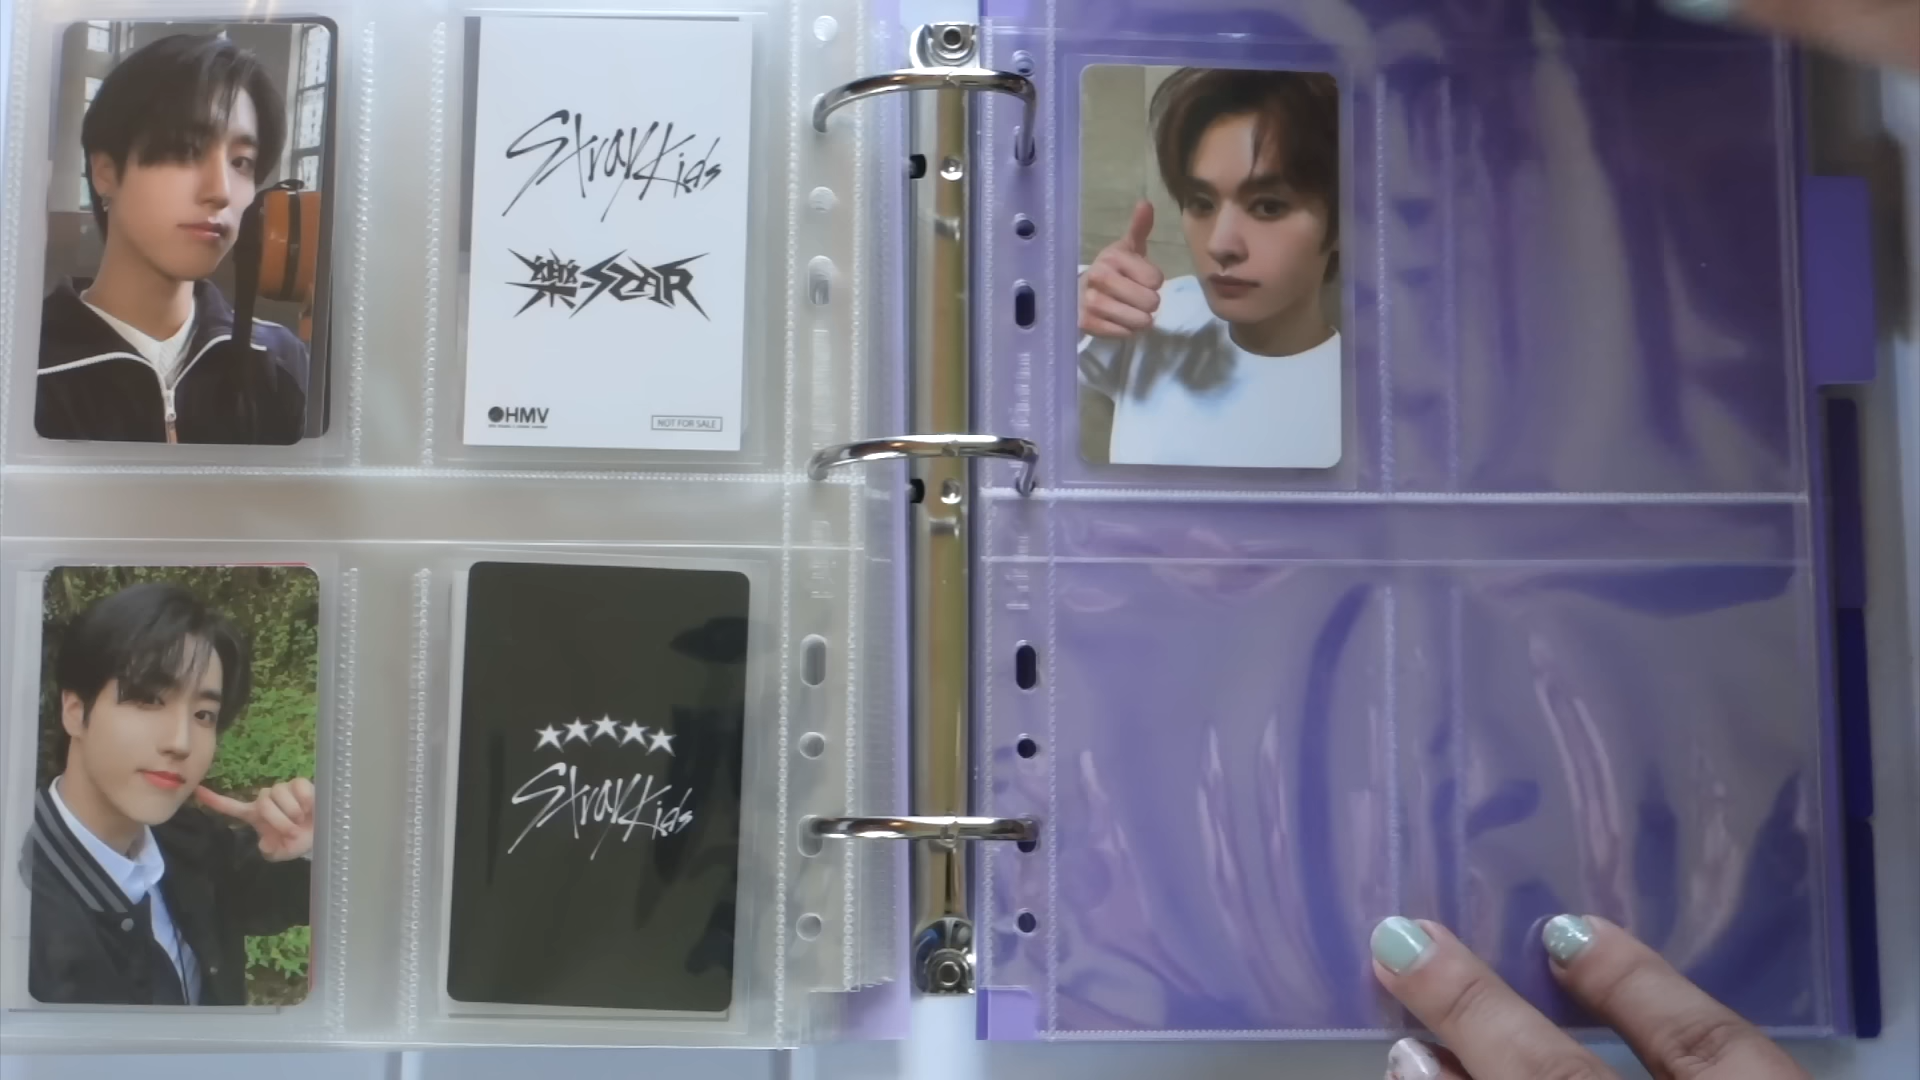 Stray Kids
樂-STAR
HMV
NOT FOR SALE
★★★★★
Stray Kids